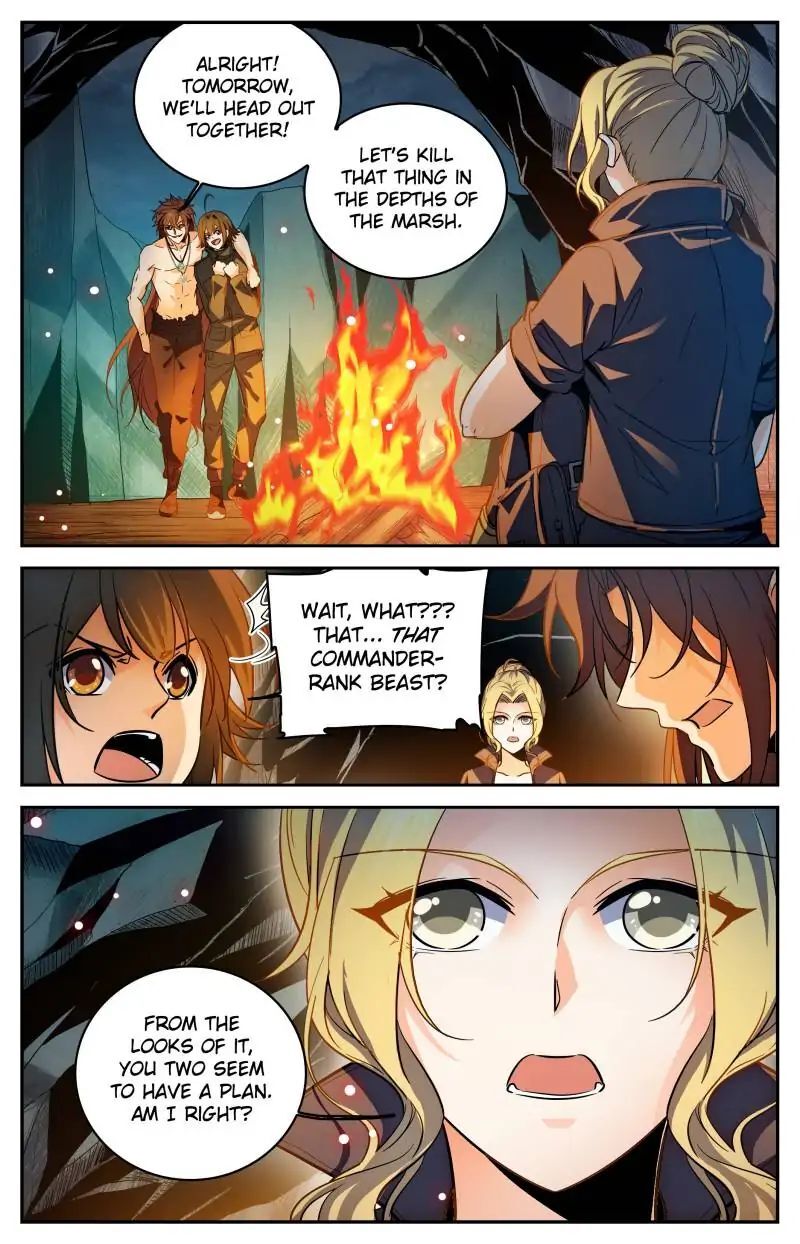 ALRIGHT!
TOMORROW,
WE'LL HEAD OUT
TOGETHER!
LET'S KILL
THAT THING IN
THE DEPTHS OF
THE MARSH.
WAIT, WHAT???
THAT... THAT
COMMANDER-
RANK BEAST?
FROM THE
LOOKS OF IT,
YOU TWO SEEM
TO HAVE A PLAN.
AM I RIGHT?